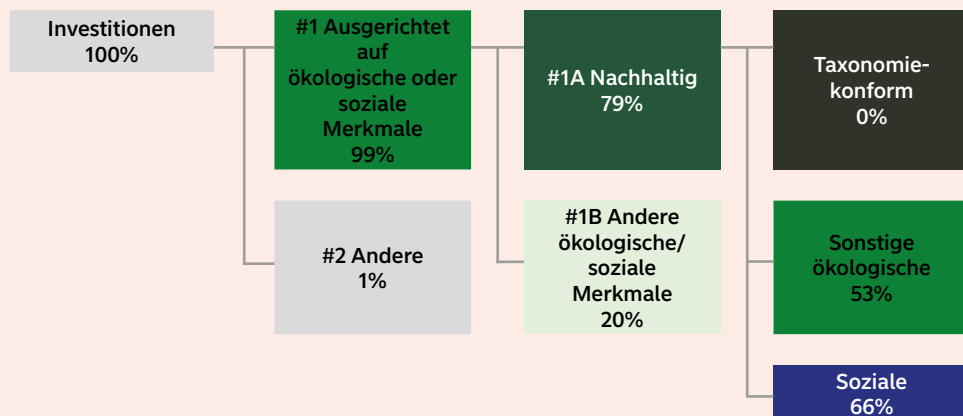 Investitionen
100%
#1 Ausgerichtet
auf
ökologische oder
soziale
Merkmale
99%
#1A Nachhaltig
79%
Taxonomie-
konform
0%
#2 Andere
1%
#1B Andere
ökologische/
soziale
Merkmale
20%
Sonstige
ökologische
53%
Soziale
66%